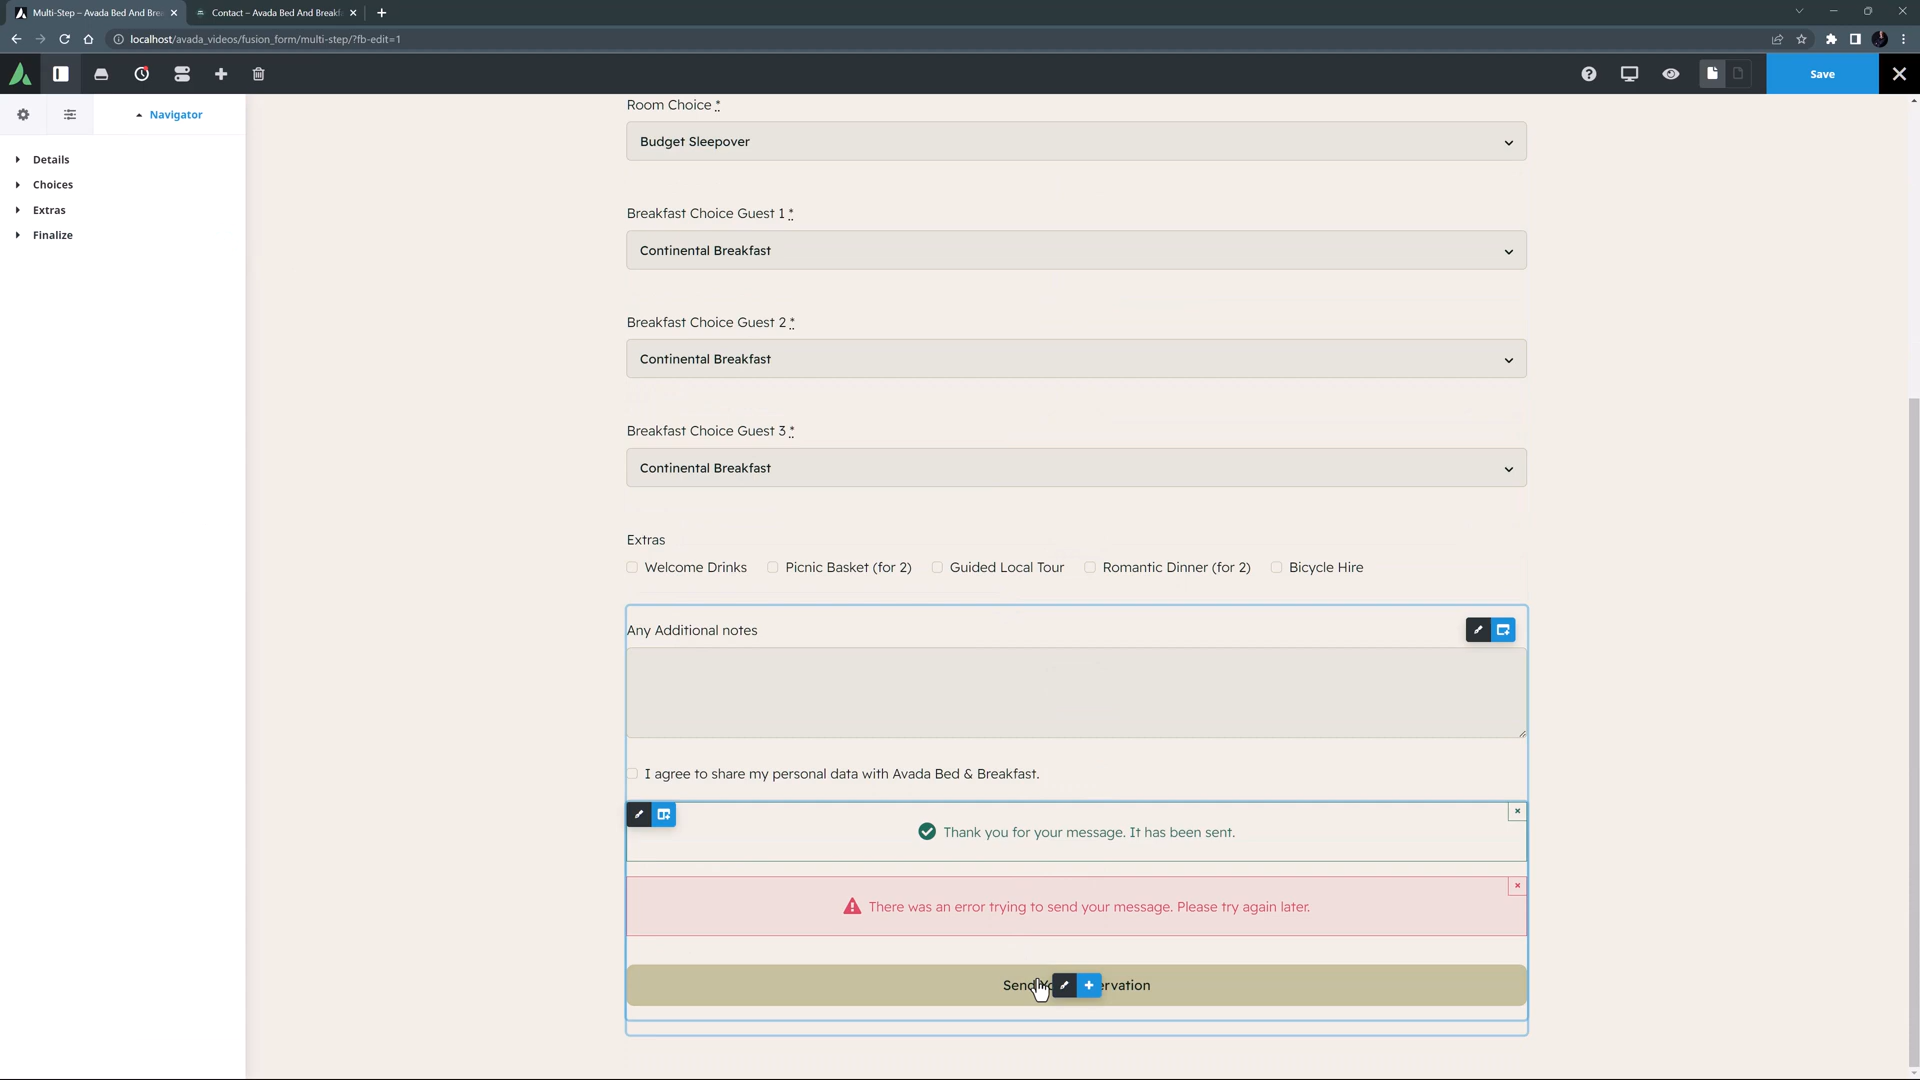 Multi-Step – Avada Bed And Bre
Contact – Avada Bed And Breakf
localhost/avada_videos/fusion_form/multi-step/?fb-edit=1
Save
Navigator
Details
Choices
Extras
Finalize
Room Choice *
Budget Sleepover
Breakfast Choice Guest 1 *
Continental Breakfast
Breakfast Choice Guest 2 *
Continental Breakfast
Breakfast Choice Guest 3 *
Continental Breakfast
Extras
Welcome Drinks Picnic Basket (for 2) Guided Local Tour Romantic Dinner (for 2) Bicycle Hire
Any Additional notes
I agree to share my personal data with Avada Bed & Breakfast.
Thank you for your message. It has been sent.
There was an error trying to send your message. Please try again later.
Send Yo ervation